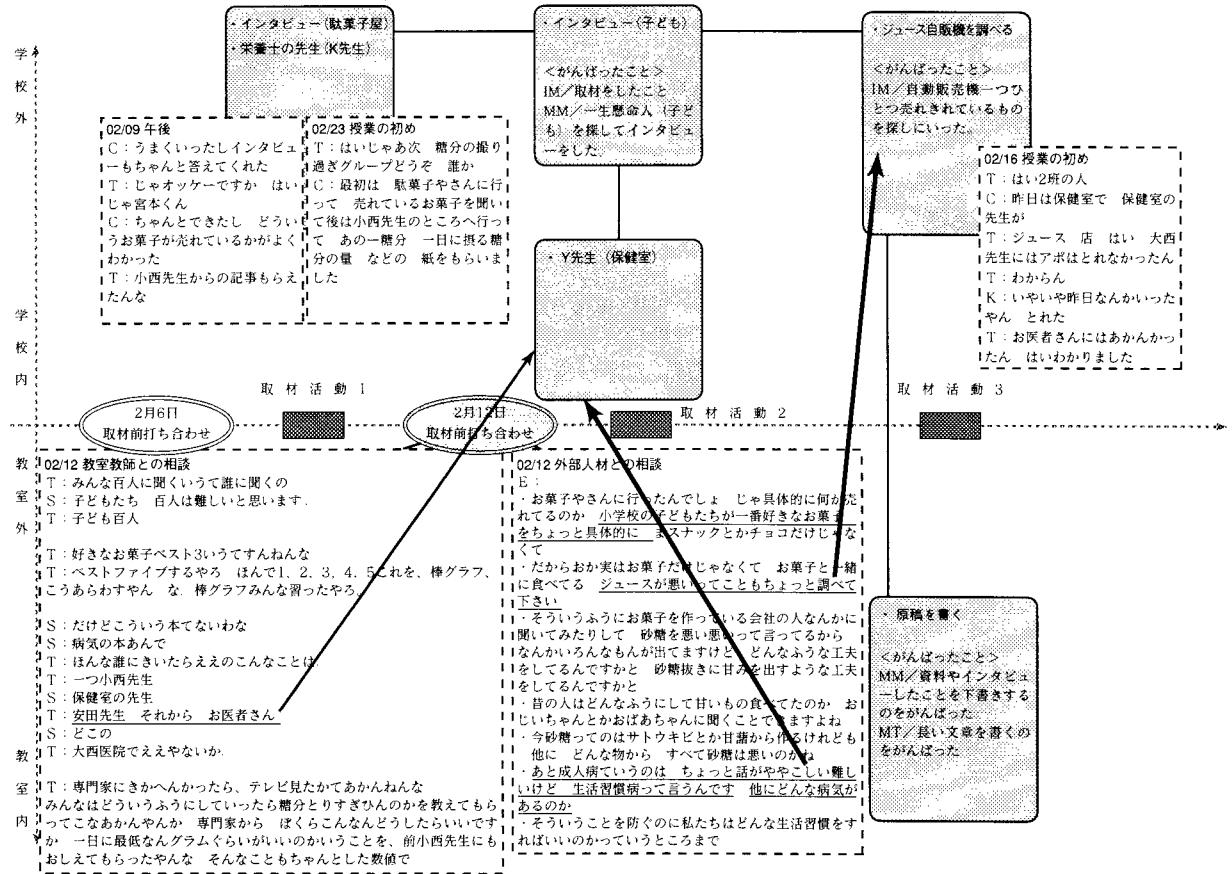 ・インタビュー(駄菓子屋)
・栄養士の先生(K先生)
・インタビュー(子ども)
<がんばったこと>
IM/取材をしたこと
MM/一生懸命人(子ど
も)を探してインタビュ
ーをした.
・ジュース自販機を調べる
<がんばったこと>
IM/自動販売機一つひ
とつ売れきれているもの
を探しにいった。
学校外
学校内
教室外
教室内
02/09 午後
C:うまくいったしインタビュ
ーもちゃんと答えてくれた
T:じゃオッケーですか はい
じゃ宮本くん
C:ちゃんとできたし どうい
うお菓子が売れているかがよく
わかった
T:小西先生からの記事もらえ
たんな
02/23 授業の初め
T:はいじゃあ次 糖分の撮り
過ぎグループどうぞ 誰か
C:最初は 駄菓子やさんに行
って 売れているお菓子を聞い
て後は小西先生のところへ行っ
て あの一糖分 一日に摂る糖
分の量 などの 紙をもらいま
した
・Y先生(保健室)
02/16 授業の初め
T:はい2班の人
C:昨日は保健室で 保健室の
先生が
T:ジュース 店 はい 大西
先生にはアポはとれなかったん
T:わからん
K:いやいや昨日なんかいった
やん とれた
T:お医者さんにはあかんかっ
たん はいわかりました
取材活動1
取材活動2
取材活動3
2月6日
取材前打ち合わせ
2月12日
取材前打ち合わせ
02/12 教室教師との相談
T:みんな百人に聞くいうて誰に聞くの
S:子どもたち 百人は難しいと思います.
T:子ども百人
T:好きなお菓子ベスト3いうてすんねんな
T:ベストファイブするやろ ほんで1、2、3、4、5これを、棒グラフ、
こうあらわすやん な. 棒グラフみんな習ったやろ。
S:だけどこういう本てないわな
S:病気の本あんで
T:ほんな誰にきいたらええのこんなことは
T:一つ小西先生
S:保健室の先生
T:安田先生 それから お医者さん
S:どこの
T:大西医院でええやないか.
T:専門家にきかへんかったら、テレビ見たかてあかんねんな
みんなはどういうふうにしていったら糖分とりすぎひんのかを教えてもら
ってこなあかんやんか 専門家から ぼくらこんなんどうしたらいいです
か 一日に最低なんグラムぐらいがいいのかいうことを、前小西先生にも
おしえてもらったやんな そんなこともちゃんとした数値で
02/12 外部人材との相談
E:
・お菓子やさんに行ったんでしょ じゃ具体的に何が売
れてるのか 小学校の子どもたちが一番好きなお菓子
をちょっと具体的に まスナックとかチョコだけじゃな
くて
・だからおか実はお菓子だけじゃなくて お菓子と一緒
に食べてる ジュースが悪いってこともちょっと調べて
下さい
・そういうふうにお菓子を作っている会社の人なんかに
聞いてみたりして 砂糖を悪い悪いって言ってるから
なんかいろんなもんが出てますけど どんなふうな工夫
をしてるんですかと 砂糖抜きに甘みを出すような工夫
をしてるんですかと
・昔の人はどんなふうにして甘いもの食べてたのか お
じいちゃんとかおばあちゃんに聞くことできますよね
・今砂糖ってのはサトウキビとか甘藷から作るけれども
他に どんな物から すべて砂糖は悪いのかね
・あと成人病ていうのは ちょっと話がややこしい難し
いけど 生活習慣病って言うんです 他にどんな病気が
あるのか
・そういうことを防ぐのに私たちはどんな生活習慣をす
ればいいのかっていうところまで
・原稿を書く
<がんばったこと>
MM/資料やインタビュ
ーしたことを下書きする
のをがんばった
MT/長い文章を書くの
をがんばった